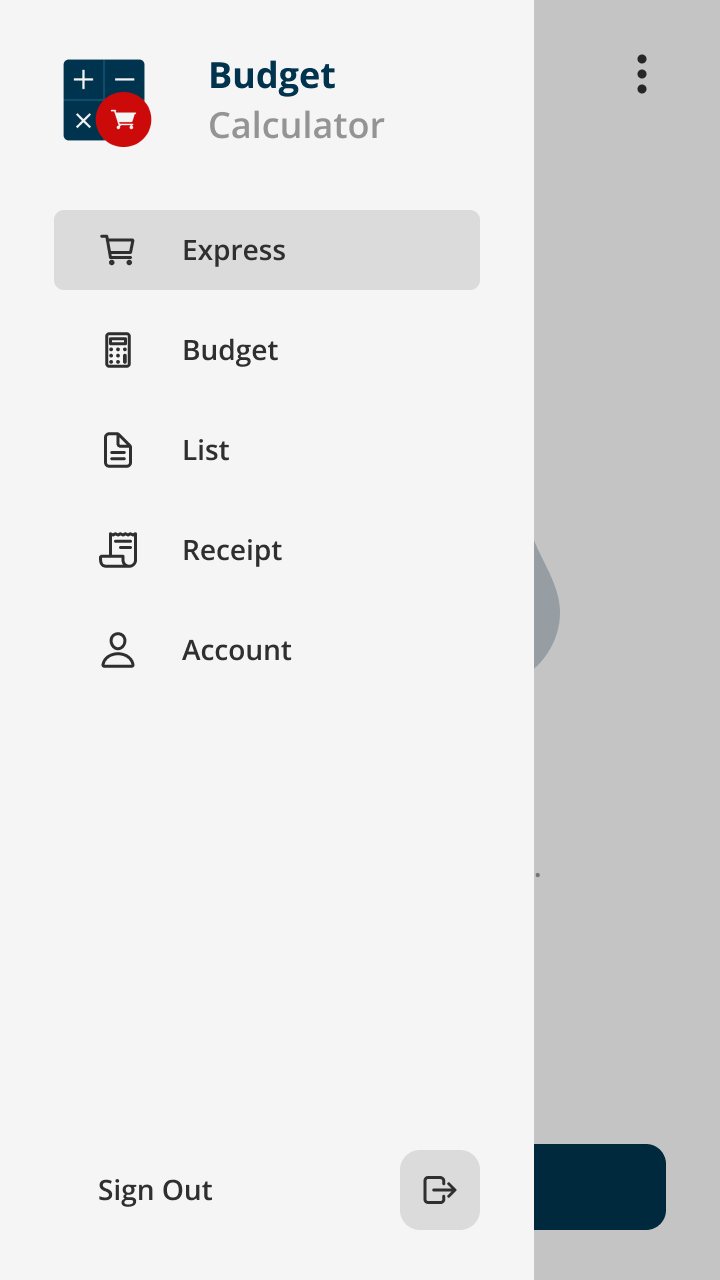 Budget
Calculator
Express
Budget
List
Receipt
Account
Sign Out